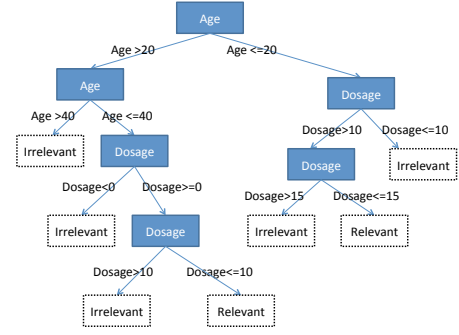 Age
Age >20
Age <=20
Age
Dosage
Age >40
Age <=40
Dosage>10
Dosage<=10
Irrelevant
Dosage
Dosage
Irrelevant
Dosage<0
Dosage>=0
Dosage>15
Dosage<=15
Irrelevant
Dosage
Irrelevant
Relevant
Dosage>10
Dosage<=10
Irrelevant
Relevant